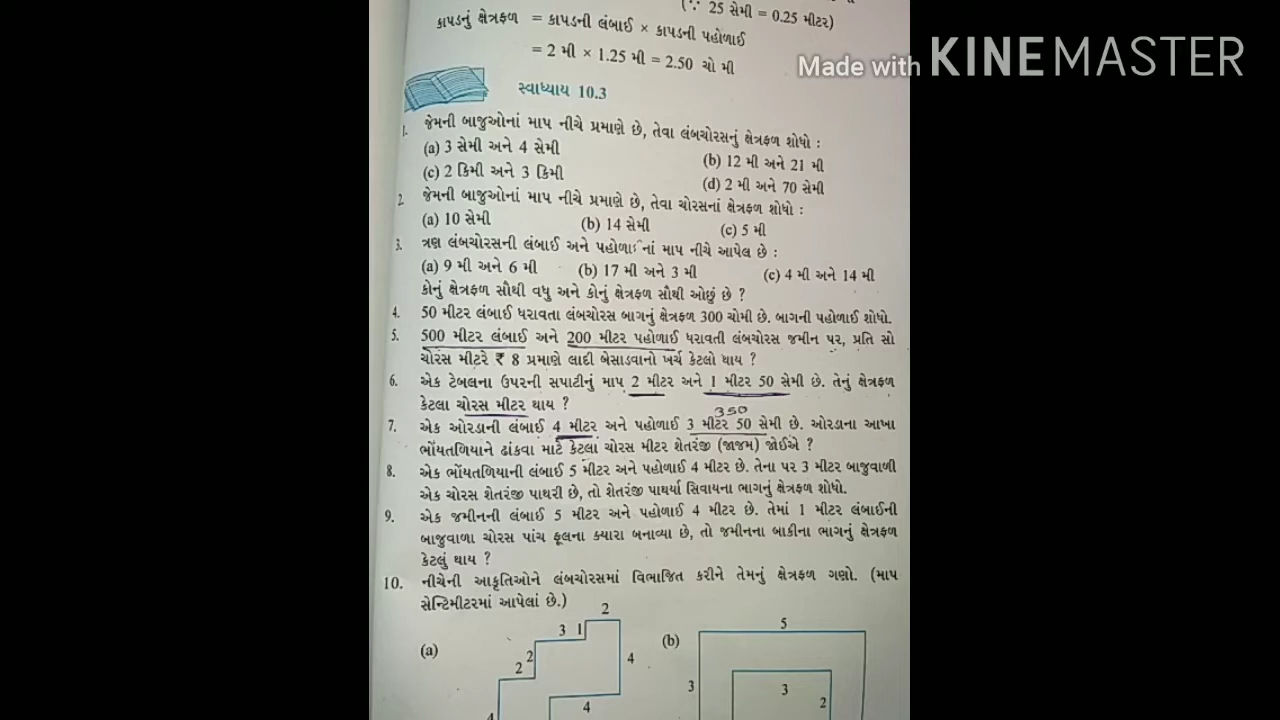 (∵ 25 સેમી = 0.25 મીટર)
કાપડનું ક્ષેત્રફળ = કાપડની લંબાઈ × કાપડની પહોળાઈ
= 2 મી × 1.25 મી = 2.50 ચો મી
Made with KINEMASTER
સ્વાધ્યાય 10.3
1. જેમની બાજુઓનાં માપ નીચે પ્રમાણે છે, તેવા લંબચોરસનું ક્ષેત્રફળ શોધો :
(a) 3 સેમી અને 4 સેમી (b) 12 મી અને 21 મી
(c) 2 કિમી અને 3 કિમી (d) 2 મી અને 70 સેમી
2. જેમની બાજુઓનાં માપ નીચે પ્રમાણે છે, તેવા ચોરસનાં ક્ષેત્રફળ શોધો :
(a) 10 સેમી (b) 14 સેમી (c) 5 મી
3. ત્રણ લંબચોરસની લંબાઈ અને પહોળાઈનાં માપ નીચે આપેલ છે :
(a) 9 મી અને 6 મી (b) 17 મી અને 3 મી (c) 4 મી અને 14 મી
કોનું ક્ષેત્રફળ સૌથી વધુ અને કોનું ક્ષેત્રફળ સૌથી ઓછું છે ?
4. 50 મીટર લંબાઈ ધરાવતા લંબચોરસ બાગનું ક્ષેત્રફળ 300 ચોમી છે. બાગની પહોળાઈ શોધો.
5. 500 મીટર લંબાઈ અને 200 મીટર પહોળાઈ ધરાવતી લંબચોરસ જમીન પર, પ્રતિ સો
ચોરસ મીટરે ₹ 8 પ્રમાણે લાદી બેસાડવાનો ખર્ચ કેટલો થાય ?
6. એક ટેબલના ઉપરની સપાટીનું માપ 2 મીટર અને 1 મીટર 50 સેમી છે. તેનું ક્ષેત્રફળ
કેટલા ચોરસ મીટર થાય ?
350
7. એક ઓરડાની લંબાઈ 4 મીટર અને પહોળાઈ 3 મીટર 50 સેમી છે. ઓરડાના આખા
ભોંયતળિયાને ઢાંકવા માટે કેટલાં ચોરસ મીટર શેતરંજી (જાજમ) જોઈએ ?
8. એક ભોંયતળિયાની લંબાઈ 5 મીટર અને પહોળાઈ 4 મીટર છે. તેના પર 3 મીટર બાજુવાળી
એક ચોરસ શેતરંજી પાથરી છે, તો શેતરંજી પાથર્યા સિવાયના ભાગનું ક્ષેત્રફળ શોધો.
9. એક જમીનની લંબાઈ 5 મીટર અને પહોળાઈ 4 મીટર છે. તેમાં 1 મીટર લંબાઈની
બાજુવાળા ચોરસ પાંચ ફૂલના ક્યારા બનાવ્યા છે, તો જમીનના બાકીના ભાગનું ક્ષેત્રફળ
કેટલું થાય ?
10. નીચેની આકૃતિઓને લંબચોરસમાં વિભાજિત કરીને તેમનું ક્ષેત્રફળ ગણો. (માપ
સેન્ટિમીટરમાં આપેલાં છે.)
(a) 2 3 1 2 2 4 4 4
(b) 5 3 3 2